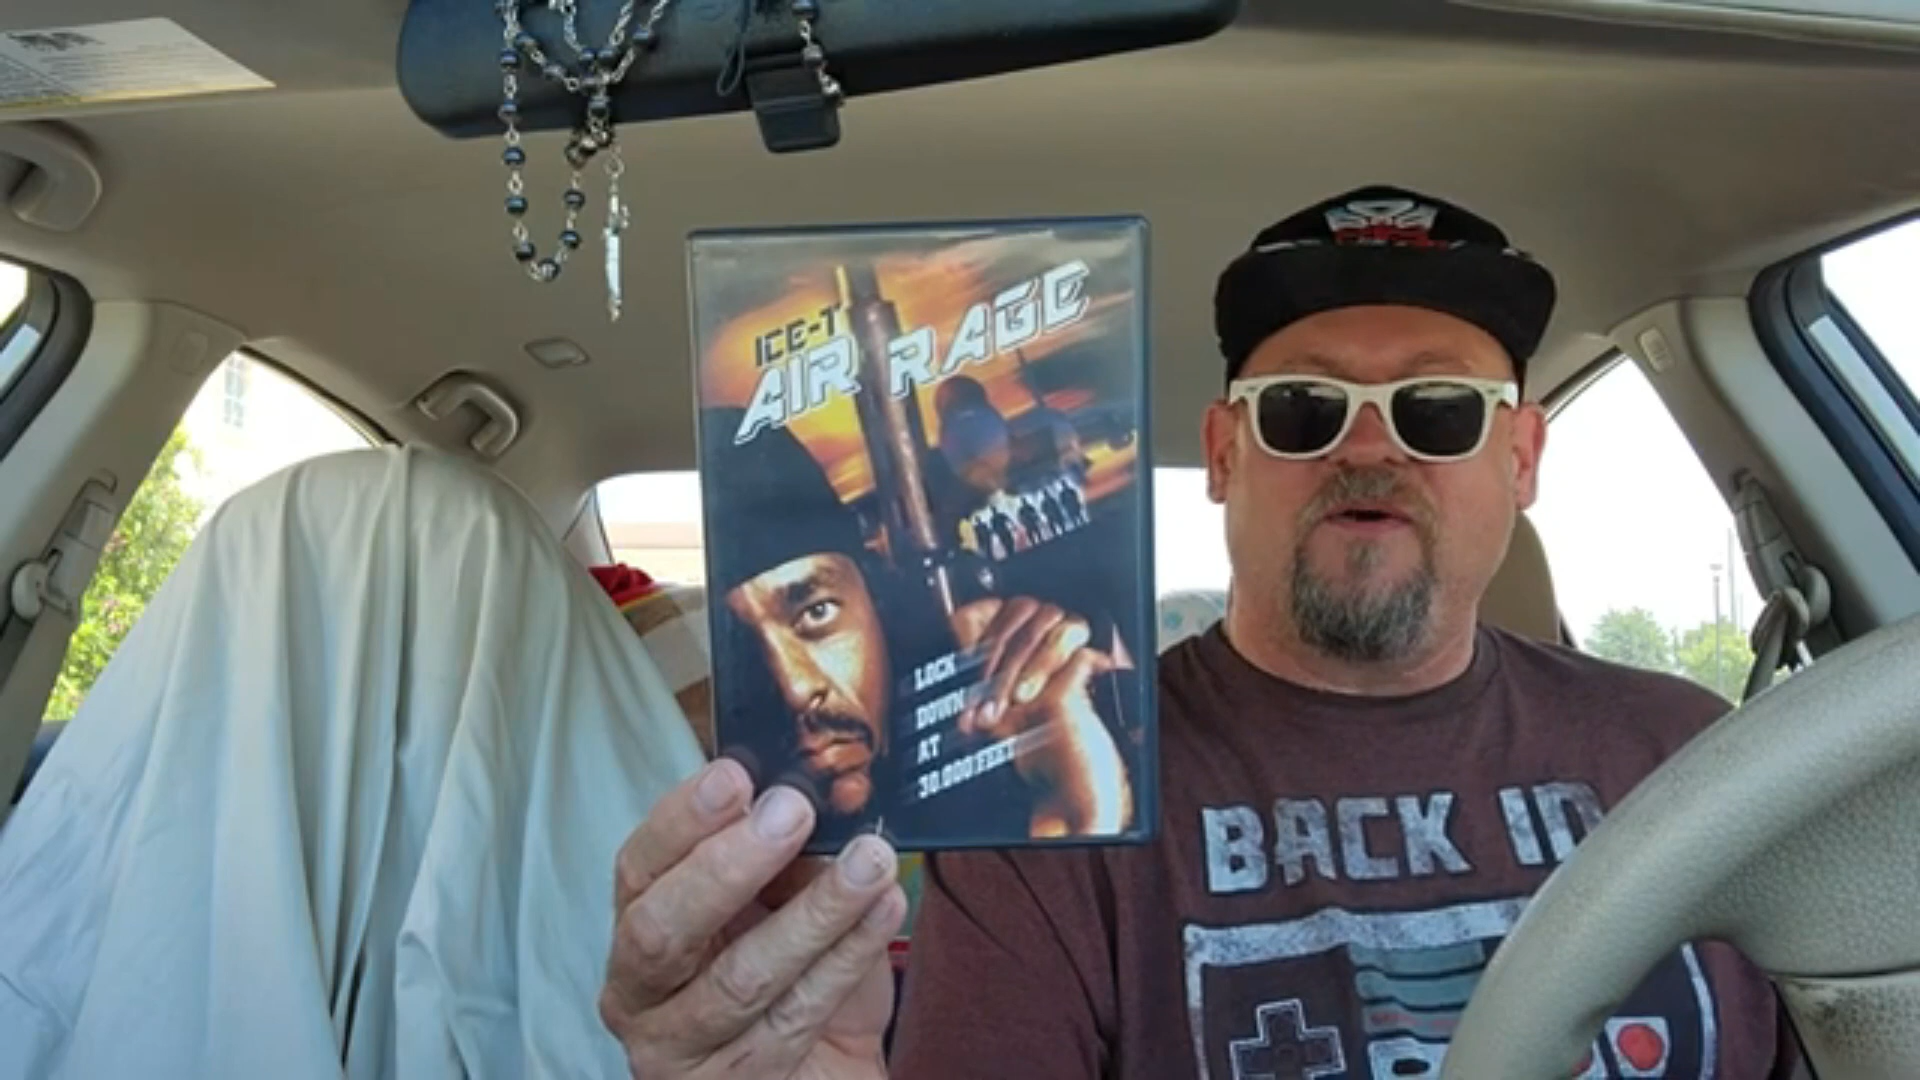 ICE-T
AIR RAGE
LOCK
DOWN
AT
30,000 FEET
BACK IN